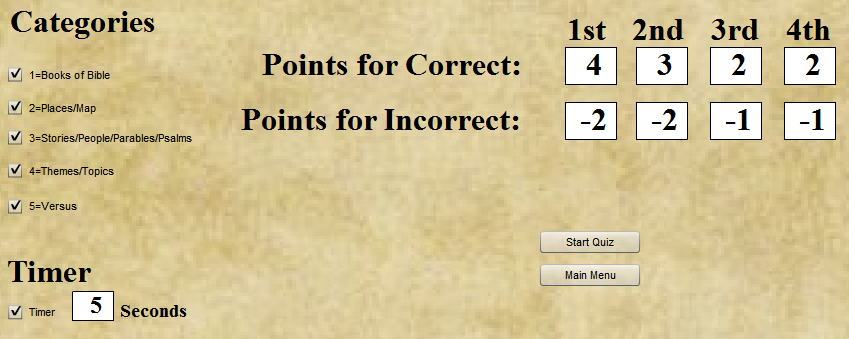 Categories
1=Books of Bible
2=Places/Map
3=Stories/People/Parables/Psalms
4=Themes/Topics
5=Versus
Timer
Timer 5 Seconds
1st 2nd 3rd 4th
Points for Correct: 4 3 2 2
Points for Incorrect: -2 -2 -1 -1
Start Quiz
Main Menu